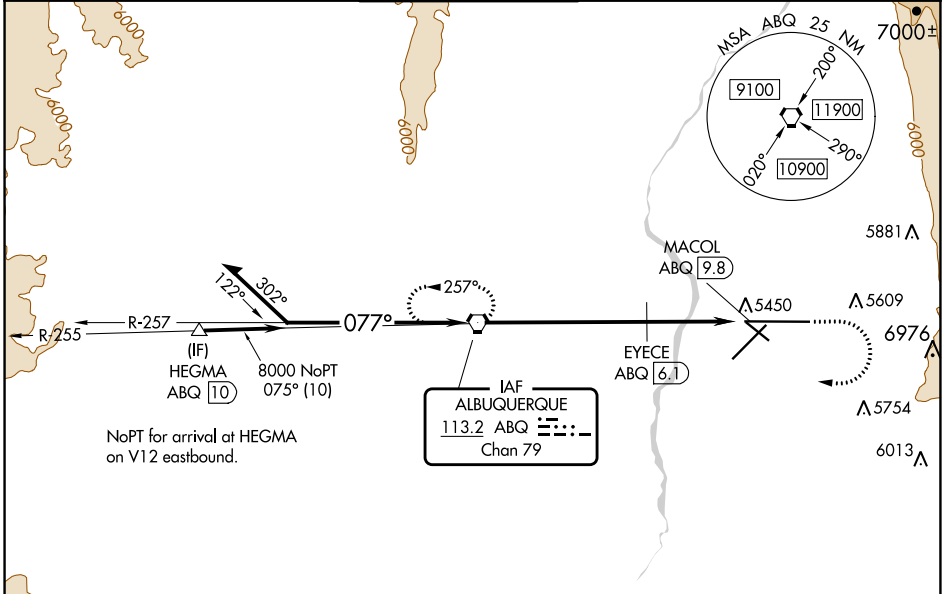 6000
6000
6000
7000±
6000
MSA ABQ 25 NM
200°
9100
11900
290°
020°
10900
5881
MACOL
ABQ 9.8
302°
122°
257°
5450
5609
R-257
077°
R-255
6976
(IF)
HEGMA
ABQ 10
8000 NoPT
075° (10)
EYECE
ABQ 6.1
IAF
ALBUQUERQUE
113.2 ABQ
Chan 79
5754
NoPT for arrival at HEGMA
on V12 eastbound.
6013